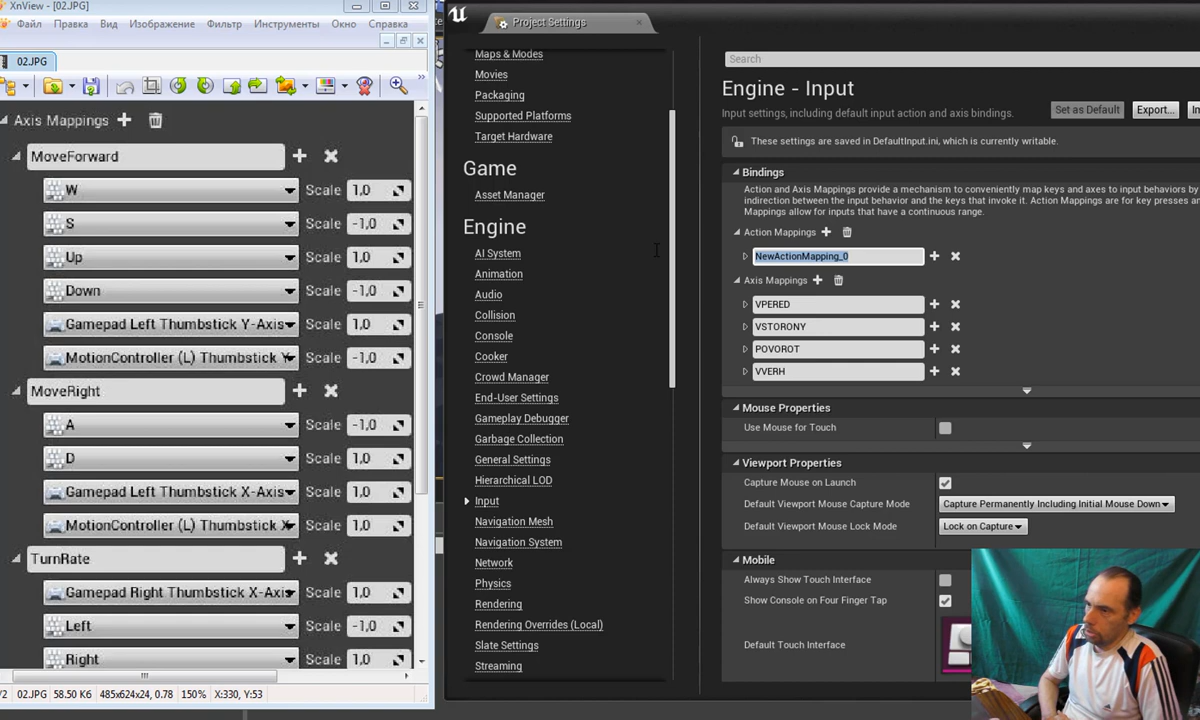 XnView - [02.JPG]
Файл Правка Вид Изображение Фильтр Инструменты Окно Справка
02.JPG
Axis Mappings
MoveForward
W Scale 1,0
S Scale -1,0
Up Scale 1,0
Down Scale -1,0
Gamepad Left Thumbstick Y-Axis Scale 1,0
MotionController (L) Thumbstick Y Scale -1,0
MoveRight
A Scale -1,0
D Scale 1,0
Gamepad Left Thumbstick X-Axis Scale 1,0
MotionController (L) Thumbstick X Scale 1,0
TurnRate
Gamepad Right Thumbstick X-Axis Scale 1,0
Left Scale -1,0
Right Scale 1,0
/2 02.JPG 58.50 Кб 485x624x24, 0.78 150% X:330, Y:53
Project Settings
Maps & Modes
Movies
Packaging
Supported Platforms
Target Hardware
Game
Asset Manager
Engine
AI System
Animation
Audio
Collision
Console
Cooker
Crowd Manager
End-User Settings
Gameplay Debugger
Garbage Collection
General Settings
Hierarchical LOD
Input
Navigation Mesh
Navigation System
Network
Physics
Rendering
Rendering Overrides (Local)
Slate Settings
Streaming
Search
Engine - Input
Input settings, including default input action and axis bindings.
Set as Default Export...
These settings are saved in DefaultInput.ini, which is currently writable.
Bindings
Action and Axis Mappings provide a mechanism to conveniently map keys and axes to input behaviors by
indirection between the input behavior and the keys that invoke it. Action Mappings are for key presses an
Mappings allow for inputs that have a continuous range.
Action Mappings
NewActionMapping_0
Axis Mappings
VPERED
VSTORONY
POVOROT
VVERH
Mouse Properties
Use Mouse for Touch
Viewport Properties
Capture Mouse on Launch
Default Viewport Mouse Capture Mode Capture Permanently Including Initial Mouse Down
Default Viewport Mouse Lock Mode Lock on Capture
Mobile
Always Show Touch Interface
Show Console on Four Finger Tap
Default Touch Interface